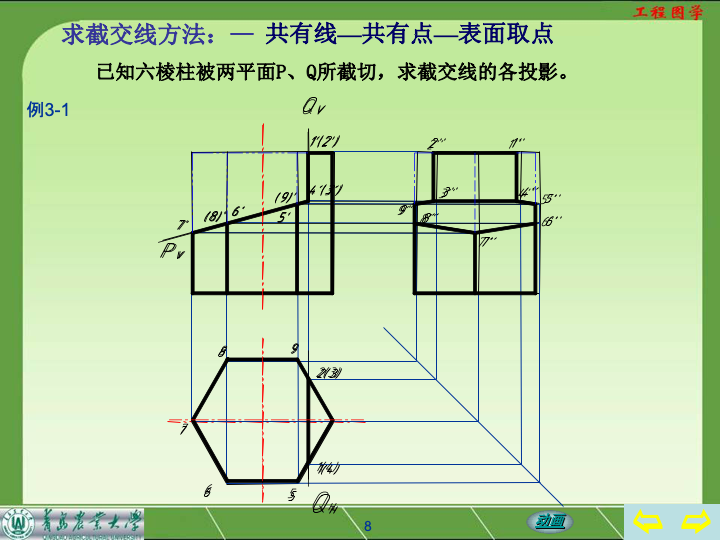 工程图学
求截交线方法：— 共有线—共有点—表面取点
已知六棱柱被两平面P、Q所截切，求截交线的各投影。
例3-1
QV
1'(2')
2''
1''
4'(3')
3''
4''
5''
(9)'
9''
(8)'
6'
5'
8''
6''
7'
7''
PV
8
9
2(3)
7
1(4)
6
5
QH
青岛农业大学
8
动画